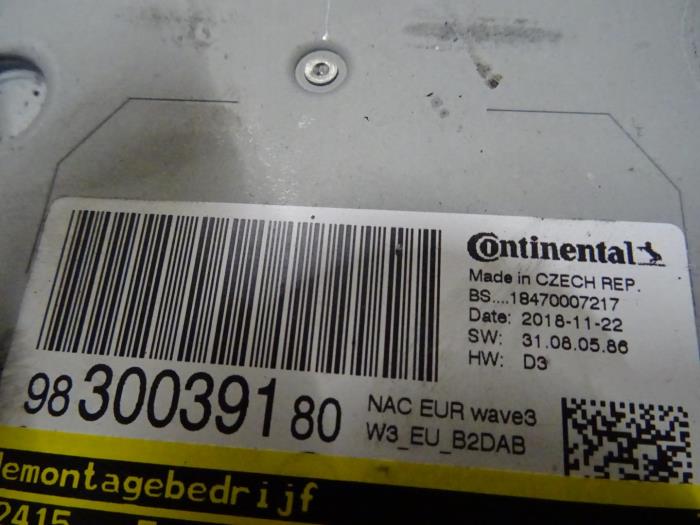 Continental
Made in CZECH REP.
BS....18470007217
Date: 2018-11-22
SW: 31.08.05.86
HW: D3
98 300391 80
NAC EUR wave3
W3_EU_B2DAB
demontagebedrijf
2415